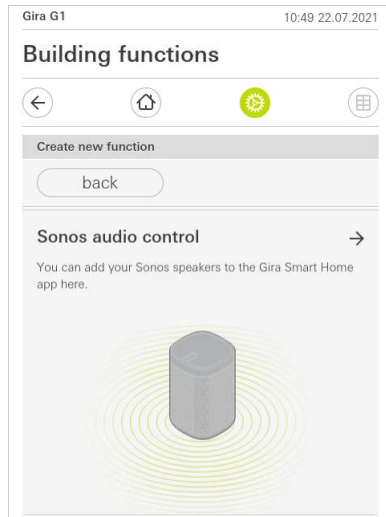 Gira G1 10:49 22.07.2021
Building functions
Create new function
back
Sonos audio control
You can add your Sonos speakers to the Gira Smart Home
app here.